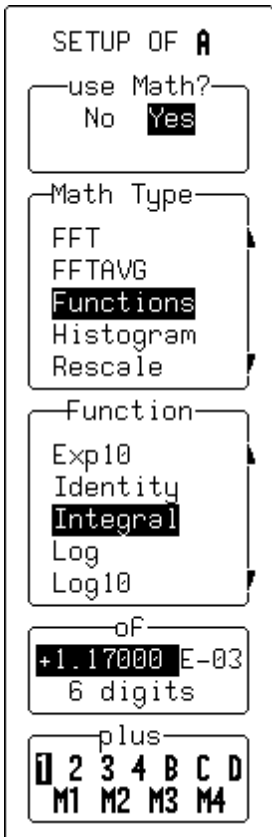 SETUP OF A
use Math?
No Yes
Math Type
FFT
FFTAVG
Functions
Histogram
Rescale
Function
Exp10
Identity
Integral
Log
Log10
of
+1.17000 E-03
6 digits
plus
1 2 3 4 B C D
M1 M2 M3 M4